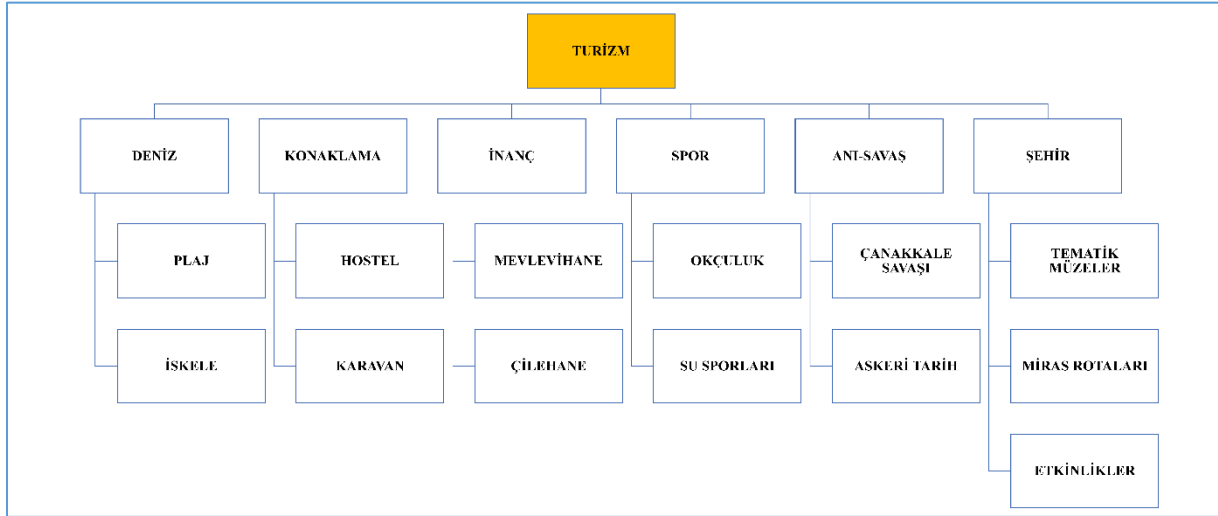 TURİZM
DENİZ
KONAKLAMA
İNANÇ
SPOR
ANI-SAVAŞ
ŞEHİR
PLAJ
HOSTEL
MEVLEVİHANE
OKÇULUK
ÇANAKKALE
SAVAŞI
TEMATİK
MÜZELER
İSKELE
KARAVAN
ÇİLEHANE
SU SPORLARI
ASKERİ TARİH
MİRAS ROTALARI
ETKİNLİKLER